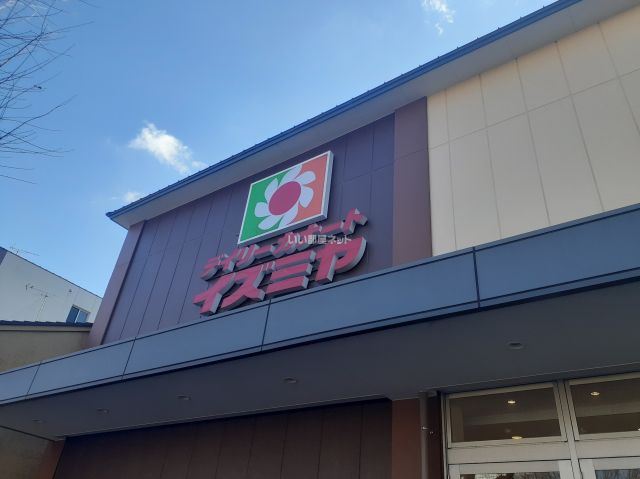 いい部屋ネット
デイリーカナート
イズミヤ